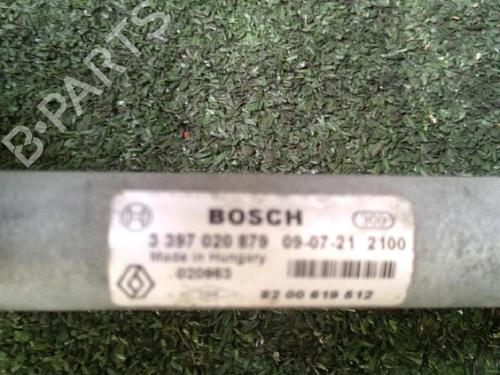 B-PARTS
BOSCH
3 397 020 879 09-07-21 2100
Made in Hungary
020963
82 00 619 512